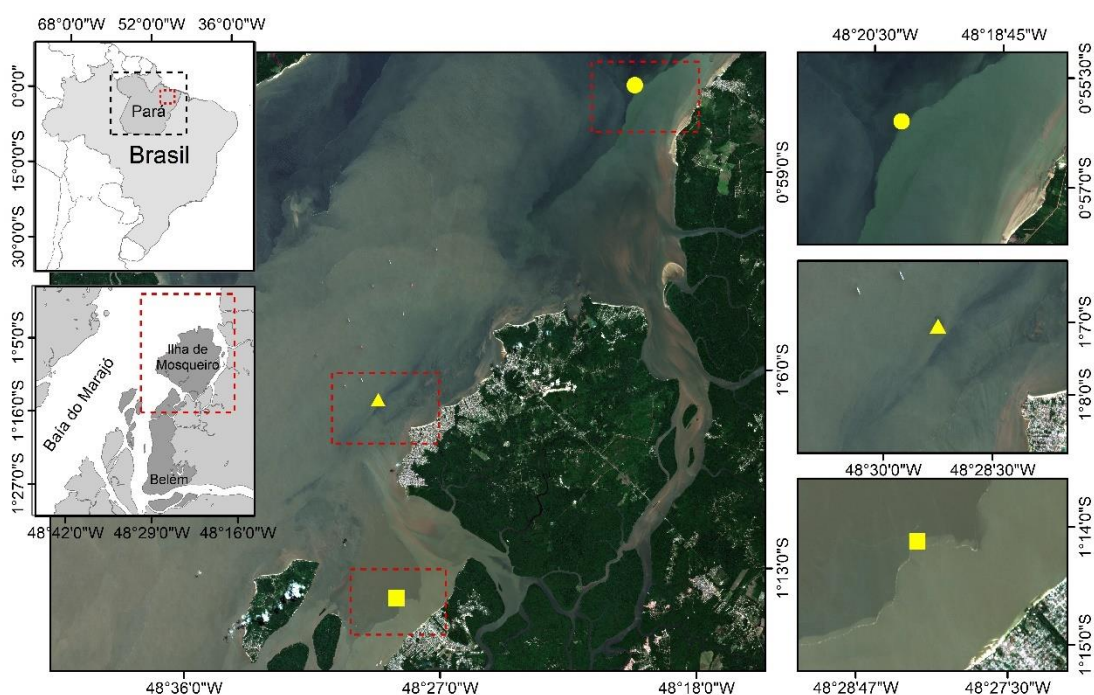 68°0'0"W 52°0'0"W 36°0'0"W
0°0'0"
15°0'0"S
30°0'0"S
Pará
Brasil
1°5'0"S
1°16'0"S
1°27'0"S
Ilha de
Mosqueiro
Baía do Marajó
Belém
48°42'0"W 48°29'0"W 48°16'0"W
0°59'0"S
1°6'0"S
1°13'0"S
48°36'0"W 48°27'0"W 48°18'0"W
48°20'30"W 48°18'45"W
0°55'30"S
0°57'0"S
1°7'0"S
1°8'0"S
48°30'0"W 48°28'30"W
1°14'0"S
1°15'0"S
48°28'47"W 48°27'30"W